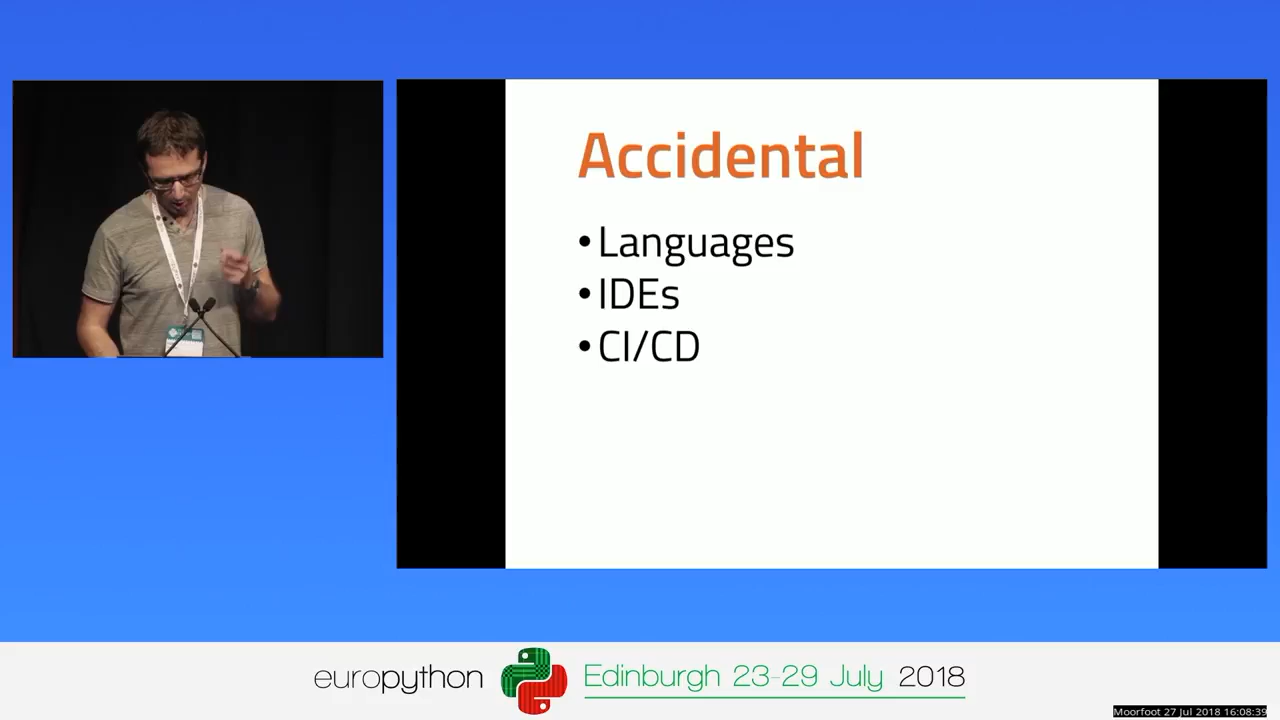 Accidental
• Languages
• IDEs
• CI/CD
europython Edinburgh 23-29 July 2018
Moorfoot 27 Jul 2018 16:08:39